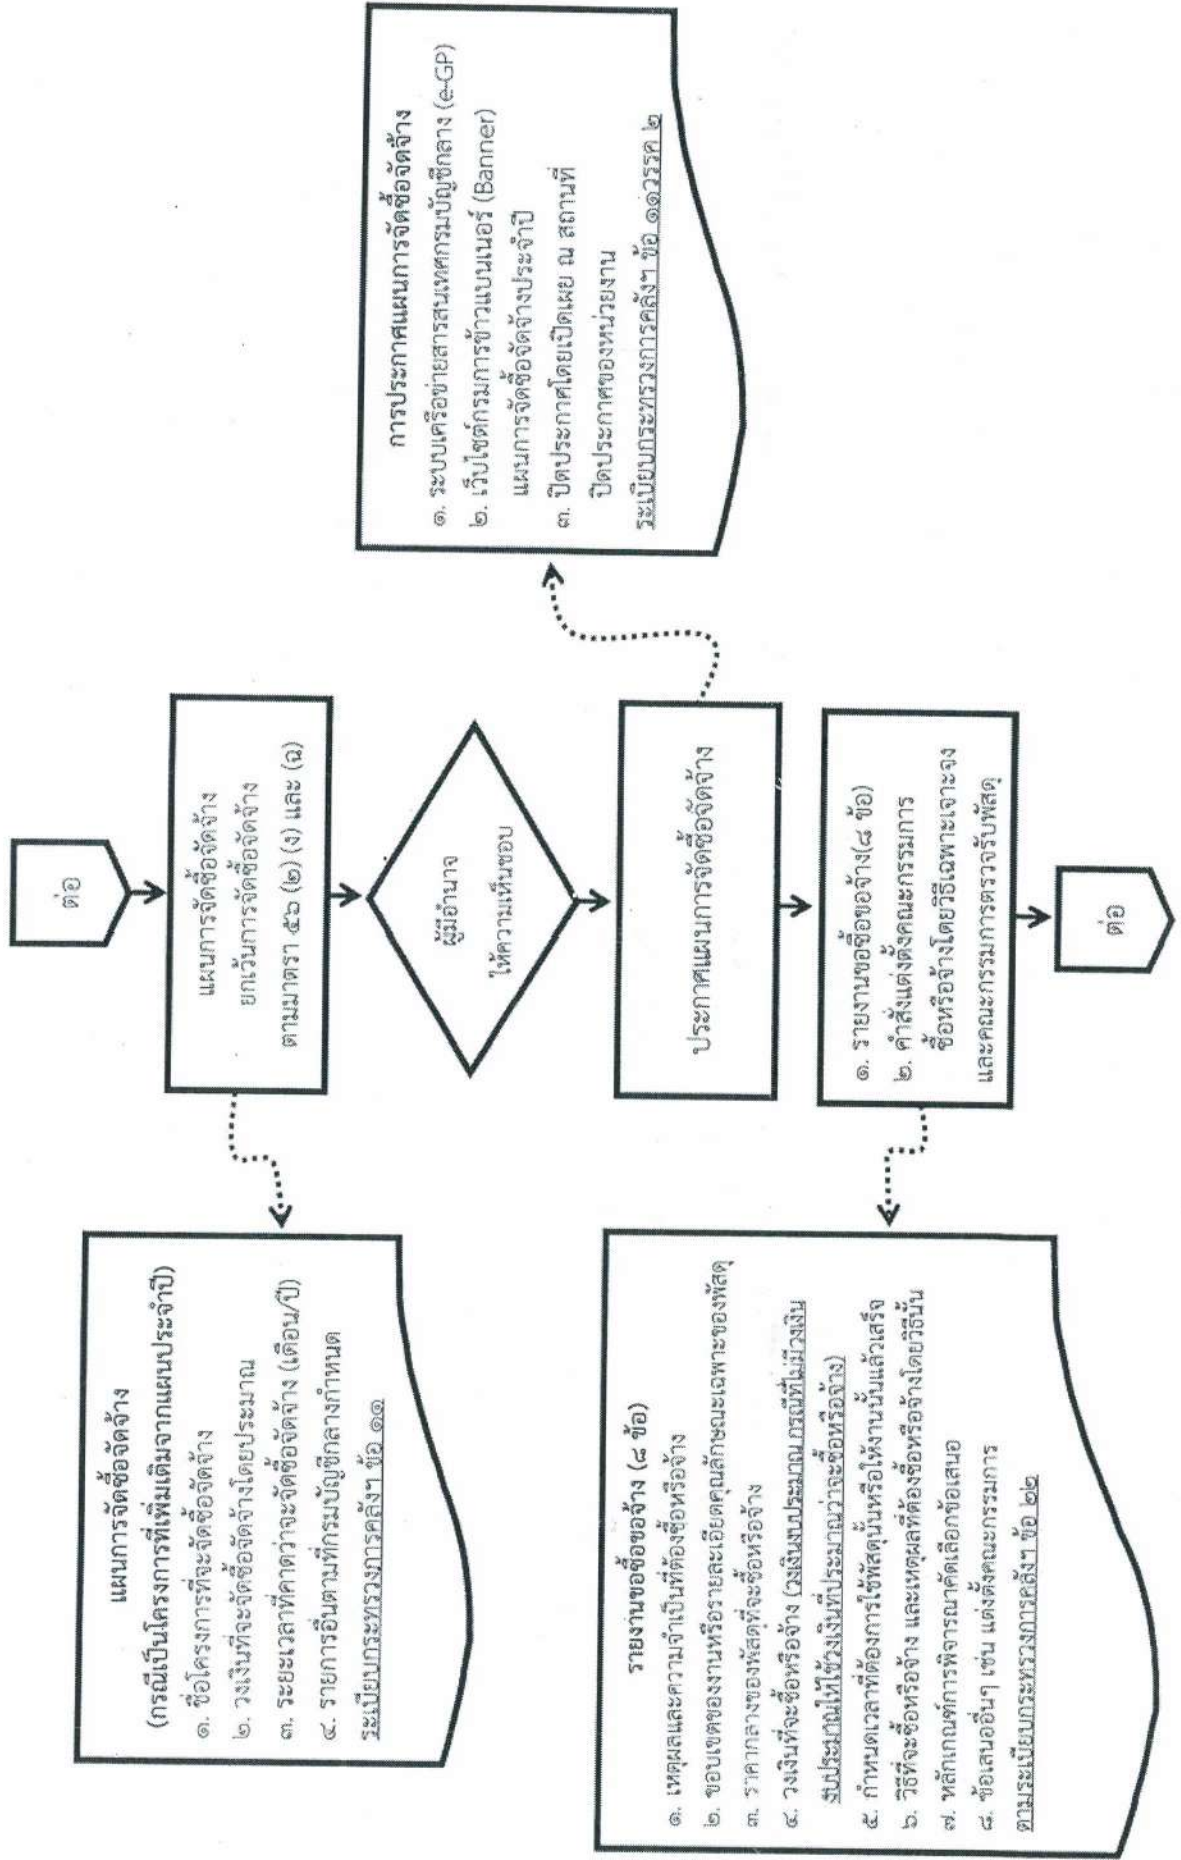 ต่อ
แผนการจัดซื้อจัดจ้าง
ยกเว้นการจัดซื้อจัดจ้าง
ตามมาตรา ๕๖ (๒) (ง) และ (ฉ)
ผู้มีอำนาจ
ให้ความเห็นชอบ
ประกาศแผนการจัดซื้อจัดจ้าง
๑. รายงานขอซื้อขอจ้าง(๘ ข้อ)
๒. คำสั่งแต่งตั้งคณะกรรมการ
ซื้อหรือจ้างโดยวิธีเฉพาะเจาะจง
และคณะกรรมการตรวจรับพัสดุ
ต่อ
แผนการจัดซื้อจัดจ้าง
(กรณีเป็นโครงการที่เพิ่มเติมจากแผนประจำปี)
๑. ชื่อโครงการที่จะจัดซื้อจัดจ้าง
๒. วงเงินที่จะจัดซื้อจัดจ้างโดยประมาณ
๓. ระยะเวลาที่คาดว่าจะจัดซื้อจัดจ้าง (เดือน/ปี)
๔. รายการอื่นตามที่กรมบัญชีกลางกำหนด
ระเบียบกระทรวงการคลังฯ ข้อ ๑๑
การประกาศแผนการจัดซื้อจัดจ้าง
๑. ระบบเครือข่ายสารสนเทศกรมบัญชีกลาง (e-GP)
๒. เว็บไซต์กรมการข้าวแบนเนอร์ (Banner)
แผนการจัดซื้อจัดจ้างประจำปี
๓. ปิดประกาศโดยเปิดเผย ณ สถานที่
ปิดประกาศของหน่วยงาน
ระเบียบกระทรวงการคลังฯ ข้อ ๑๑วรรค ๒
รายงานขอซื้อขอจ้าง (๘ ข้อ)
๑. เหตุผลและความจำเป็นที่ต้องซื้อหรือจ้าง
๒. ขอบเขตของงานหรือรายละเอียดคุณลักษณะเฉพาะของพัสดุ
๓. ราคากลางของพัสดุที่จะซื้อหรือจ้าง
๔. วงเงินที่จะซื้อหรือจ้าง (วงเงินงบประมาณ กรณีที่ไม่มีวงเงิน
งบประมาณให้ใช้วงเงินที่ประมาณว่าจะซื้อหรือจ้าง)
๕. กำหนดเวลาที่ต้องการใช้พัสดุนั้นหรือให้งานนั้นแล้วเสร็จ
๖. วิธีที่จะซื้อหรือจ้าง และเหตุผลที่ต้องซื้อหรือจ้างโดยวิธีนั้น
๗. หลักเกณฑ์การพิจารณาคัดเลือกข้อเสนอ
๘. ข้อเสนออื่นๆ เช่น แต่งตั้งคณะกรรมการ
ตามระเบียบกระทรวงการคลังฯ ข้อ ๒๒